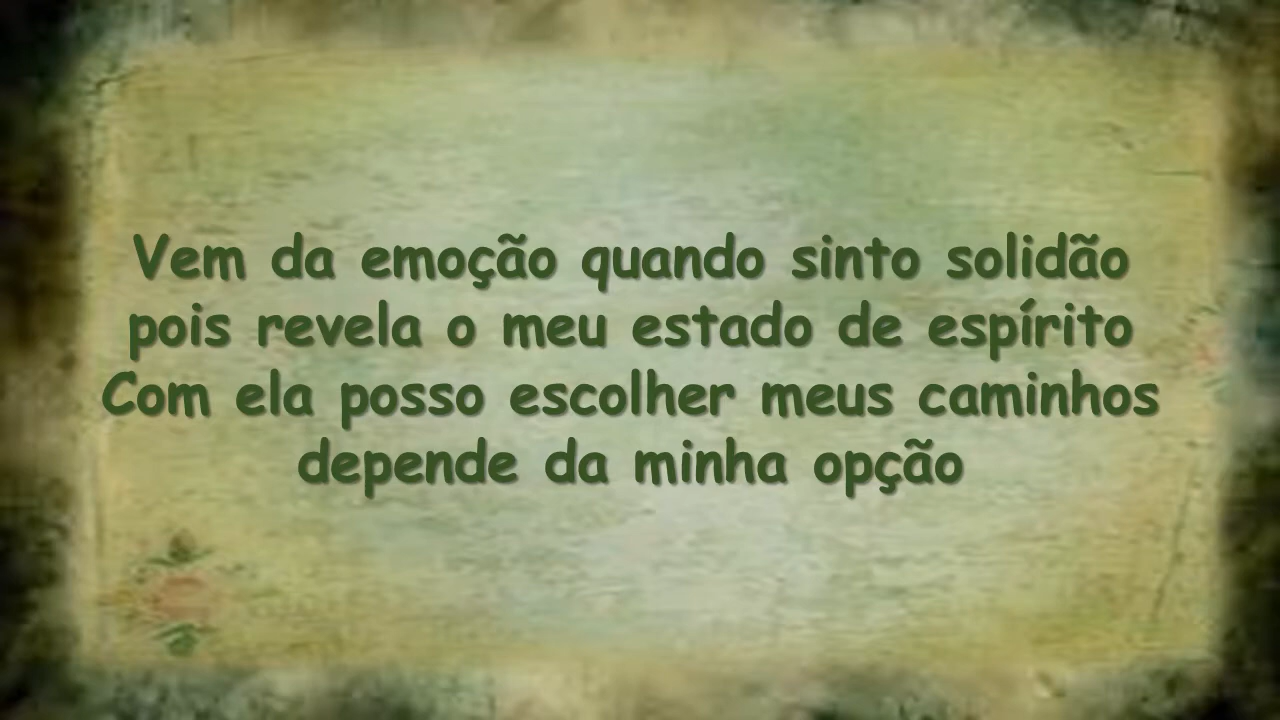 Vem da emoção quando sinto solidão
pois revela o meu estado de espírito
Com ela posso escolher meus caminhos
depende da minha opção